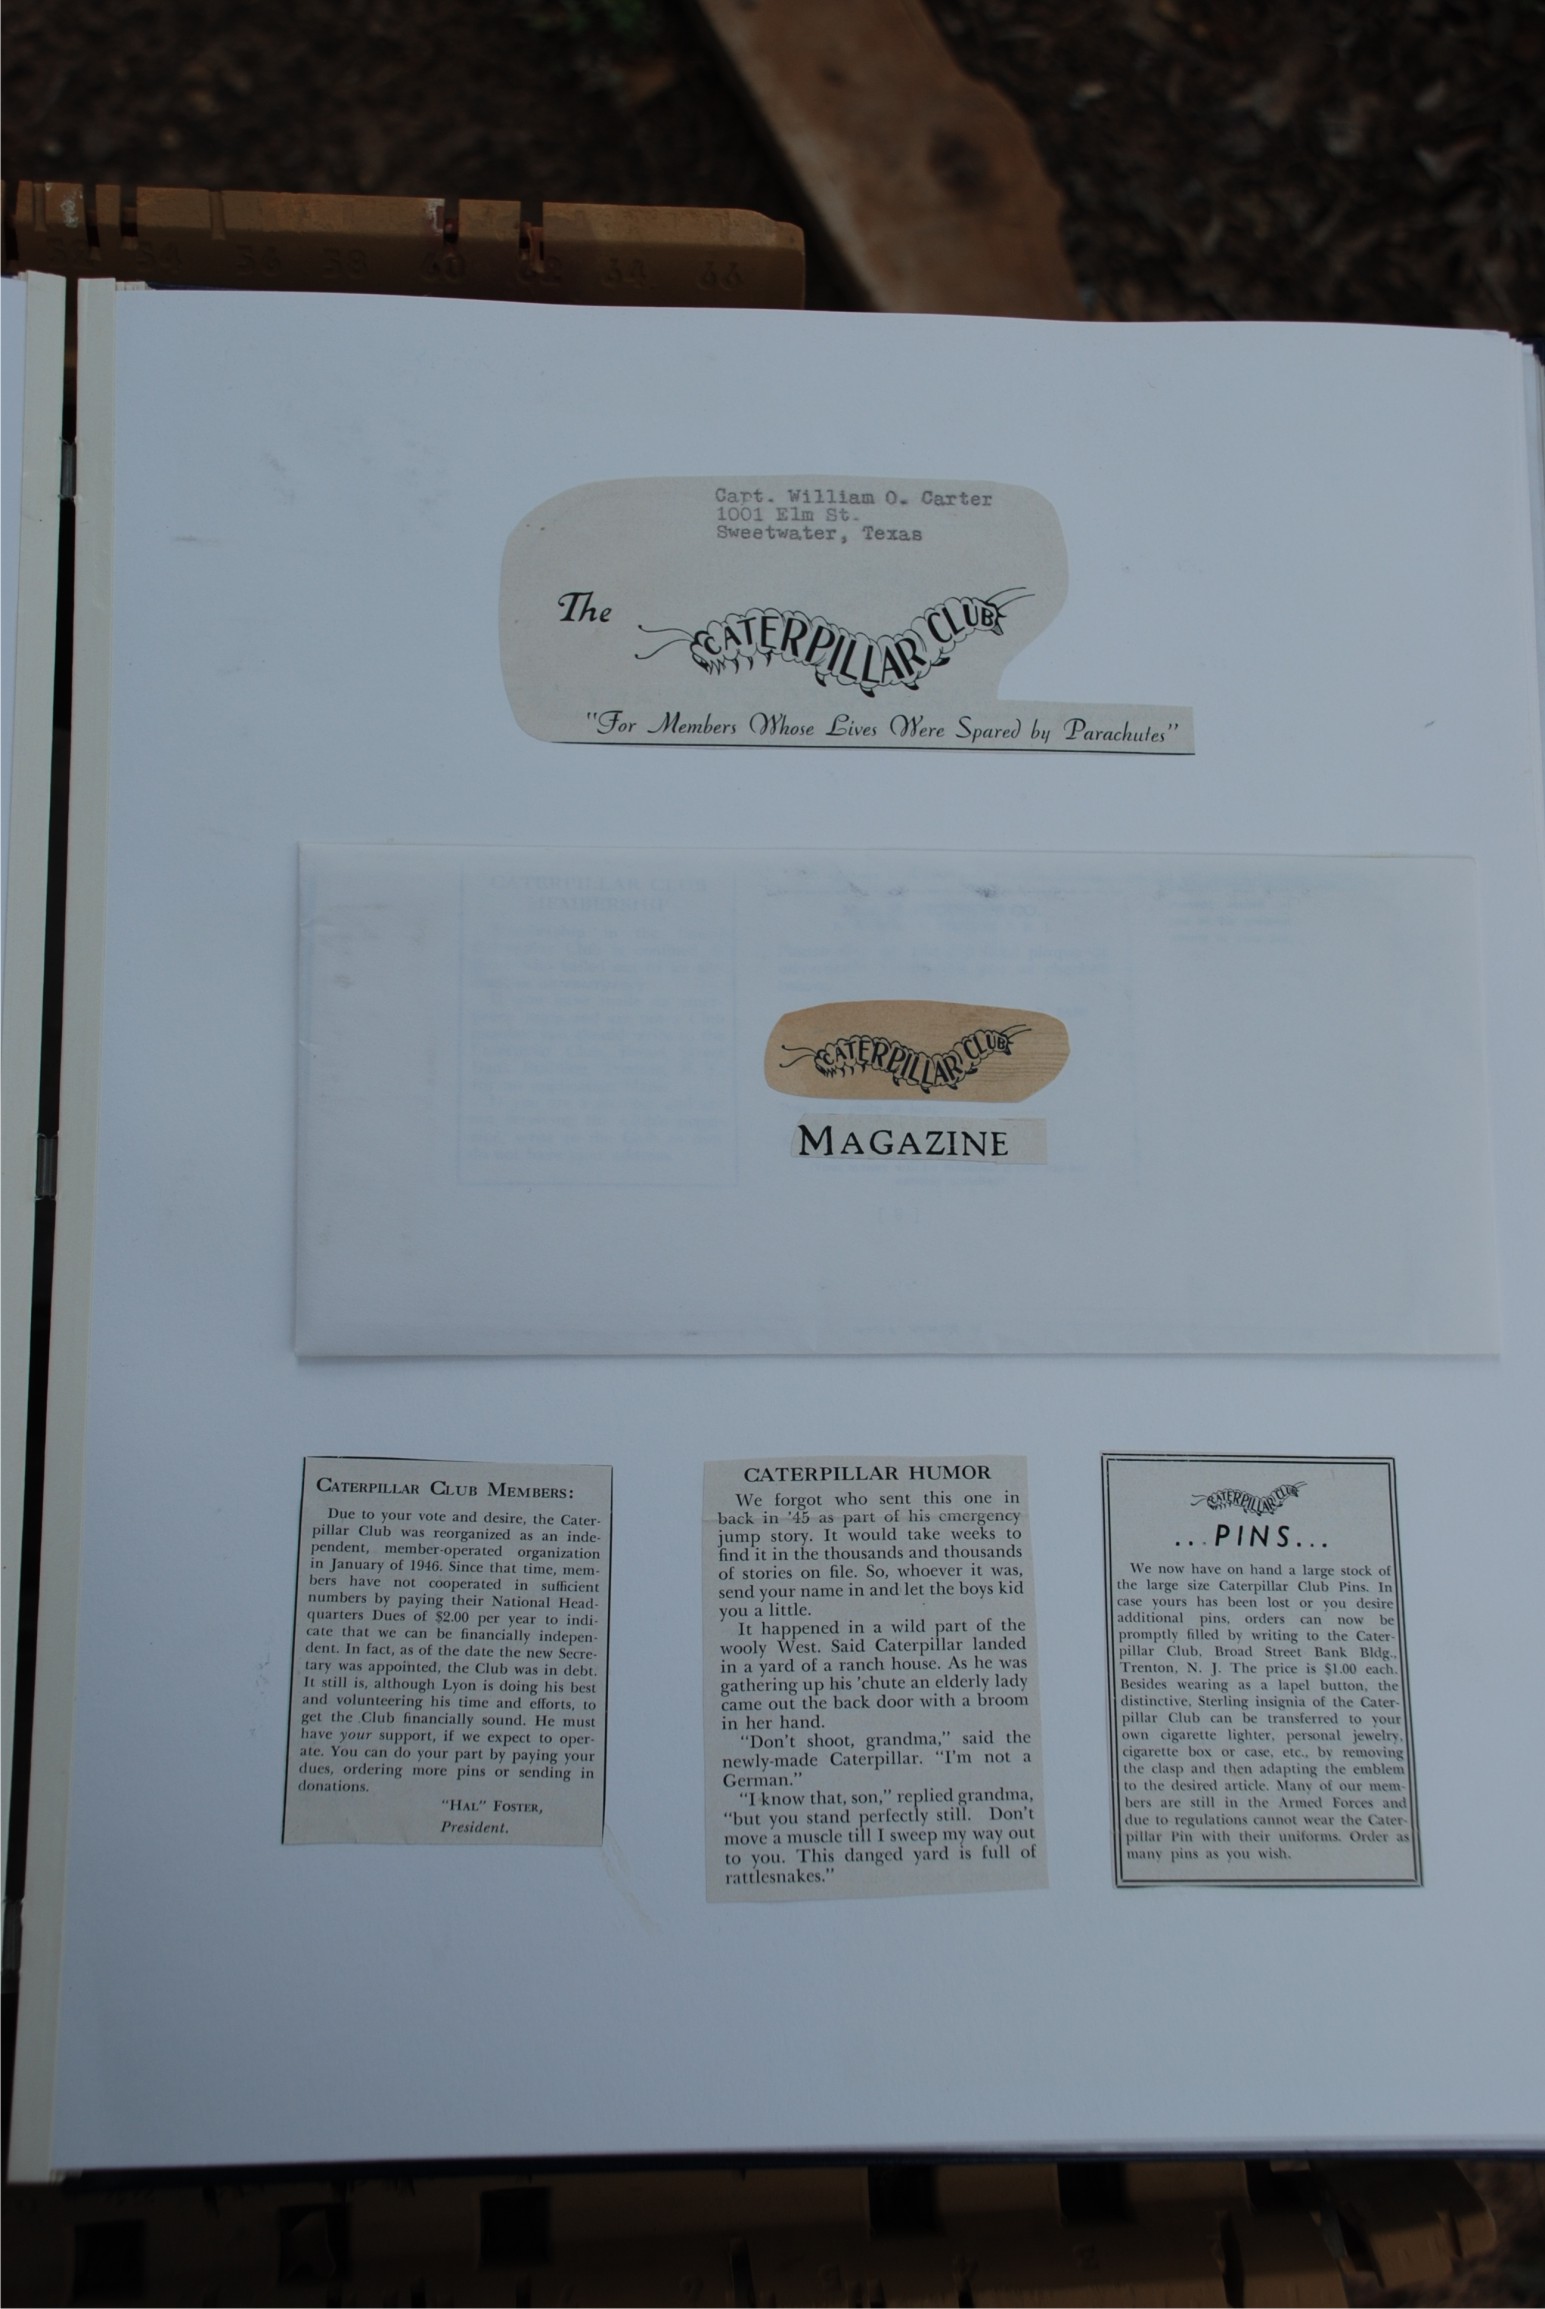 Capt. William O. Carter
1001 Elm St.
Sweetwater, Texas
The CATERPILLAR CLUB
"For Members Whose Lives Were Spared by Parachutes"
CATERPILLAR CLUB
MAGAZINE
CATERPILLAR CLUB MEMBERS:
Due to your vote and desire, the Cater-
pillar Club was reorganized as an inde-
pendent, member-operated organization
in January of 1946. Since that time, mem-
bers have not cooperated in sufficient
numbers by paying their National Head-
quarters Dues of $2.00 per year to indi-
cate that we can be financially indepen-
dent. In fact, as of the date the new Secre-
tary was appointed, the Club was in debt.
It still is, although Lyon is doing his best
and volunteering his time and efforts, to
get the Club financially sound. He must
have your support, if we expect to oper-
ate. You can do your part by paying your
dues, ordering more pins or sending in
donations.
"HAL" FOSTER,
President.
CATERPILLAR HUMOR
We forgot who sent this one in
back in '45 as part of his emergency
jump story. It would take weeks to
find it in the thousands and thousands
of stories on file. So, whoever it was,
send your name in and let the boys kid
you a little.
It happened in a wild part of the
wooly West. Said Caterpillar landed
in a yard of a ranch house. As he was
gathering up his 'chute an elderly lady
came out the back door with a broom
in her hand.
"Don't shoot, grandma," said the
newly-made Caterpillar. "I'm not a
German."
"I know that, son," replied grandma,
"but you stand perfectly still. Don't
move a muscle till I sweep my way out
to you. This danged yard is full of
rattlesnakes."
CATERPILLAR CLUB
...PINS...
We now have on hand a large stock of
the large size Caterpillar Club Pins. In
case yours has been lost or you desire
additional pins, orders can now be
promptly filled by writing to the Cater-
pillar Club, Broad Street Bank Bldg.,
Trenton, N. J. The price is $1.00 each.
Besides wearing as a lapel button, the
distinctive, Sterling insignia of the Cater-
pillar Club can be transferred to your
own cigarette lighter, personal jewelry,
cigarette box or case, etc., by removing
the clasp and then adapting the emblem
to the desired article. Many of our mem-
bers are still in the Armed Forces and
due to regulations cannot wear the Cater-
pillar Pin with their uniforms. Order as
many pins as you wish.